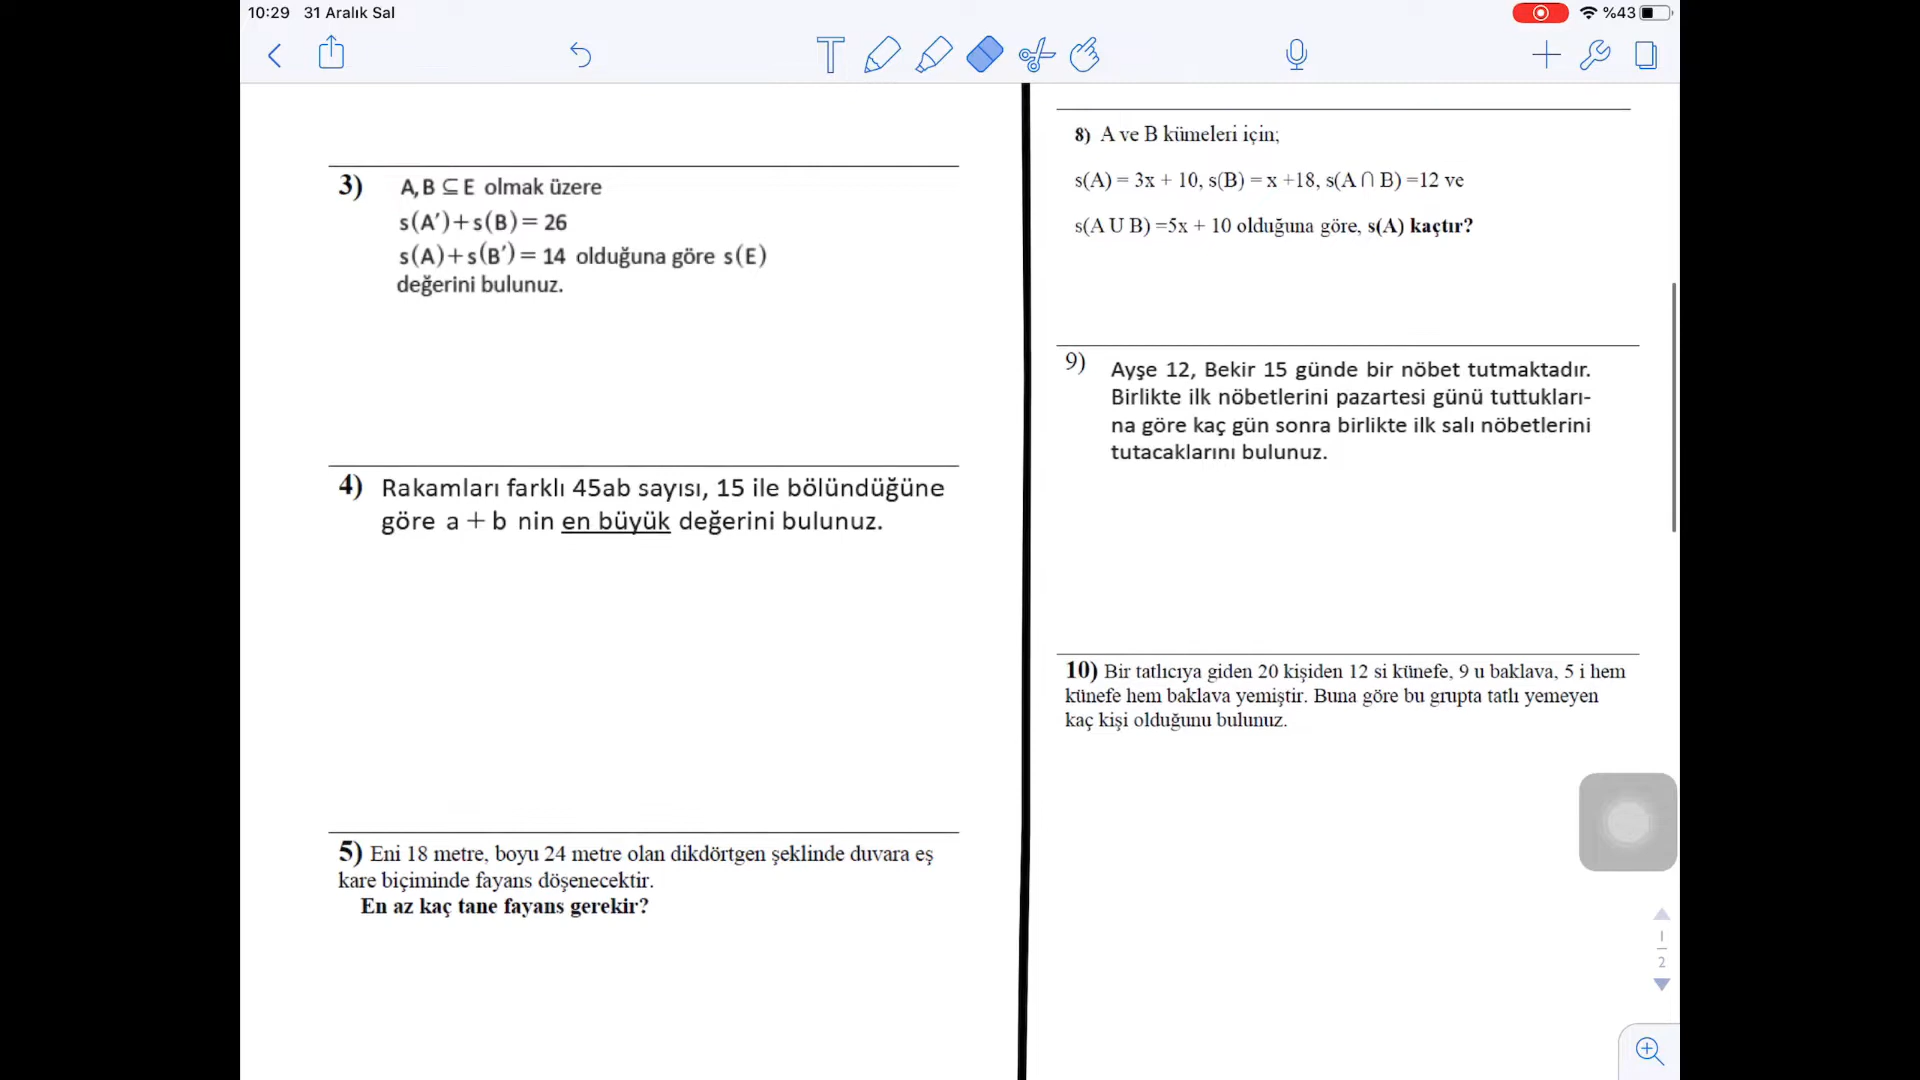 10:29 31 Aralık Sal
%43
3) A, B ⊆ E olmak üzere
s(A′)+s(B)= 26
s(A)+s(B′)= 14 olduğuna göre s(E)
değerini bulunuz.
4) Rakamları farklı 45ab sayısı, 15 ile bölündüğüne
göre a + b nin en büyük değerini bulunuz.
5) Eni 18 metre, boyu 24 metre olan dikdörtgen şeklinde duvara eş
kare biçiminde fayans döşenecektir.
En az kaç tane fayans gerekir?
8) A ve B kümeleri için;
s(A) = 3x + 10, s(B) = x +18, s(A ∩ B) =12 ve
s(A U B) =5x + 10 olduğuna göre, s(A) kaçtır?
9) Ayşe 12, Bekir 15 günde bir nöbet tutmaktadır.
Birlikte ilk nöbetlerini pazartesi günü tuttukları-
na göre kaç gün sonra birlikte ilk salı nöbetlerini
tutacaklarını bulunuz.
10) Bir tatlıcıya giden 20 kişiden 12 si künefe, 9 u baklava, 5 i hem
künefe hem baklava yemiştir. Buna göre bu grupta tatlı yemeyen
kaç kişi olduğunu bulunuz.
1
2